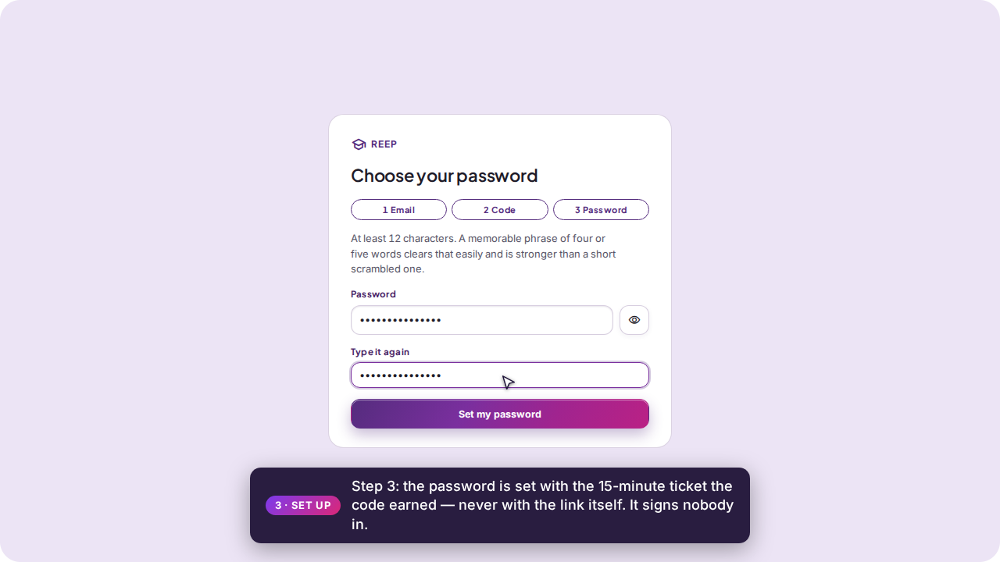 REEP
Choose your password
1 Email
2 Code
3 Password
At least 12 characters. A memorable phrase of four or
five words clears that easily and is stronger than a short
scrambled one.
Password
•••••••••••••••
Type it again
•••••••••••••••
Set my password
3 · SET UP
Step 3: the password is set with the 15-minute ticket the
code earned — never with the link itself. It signs nobody
in.